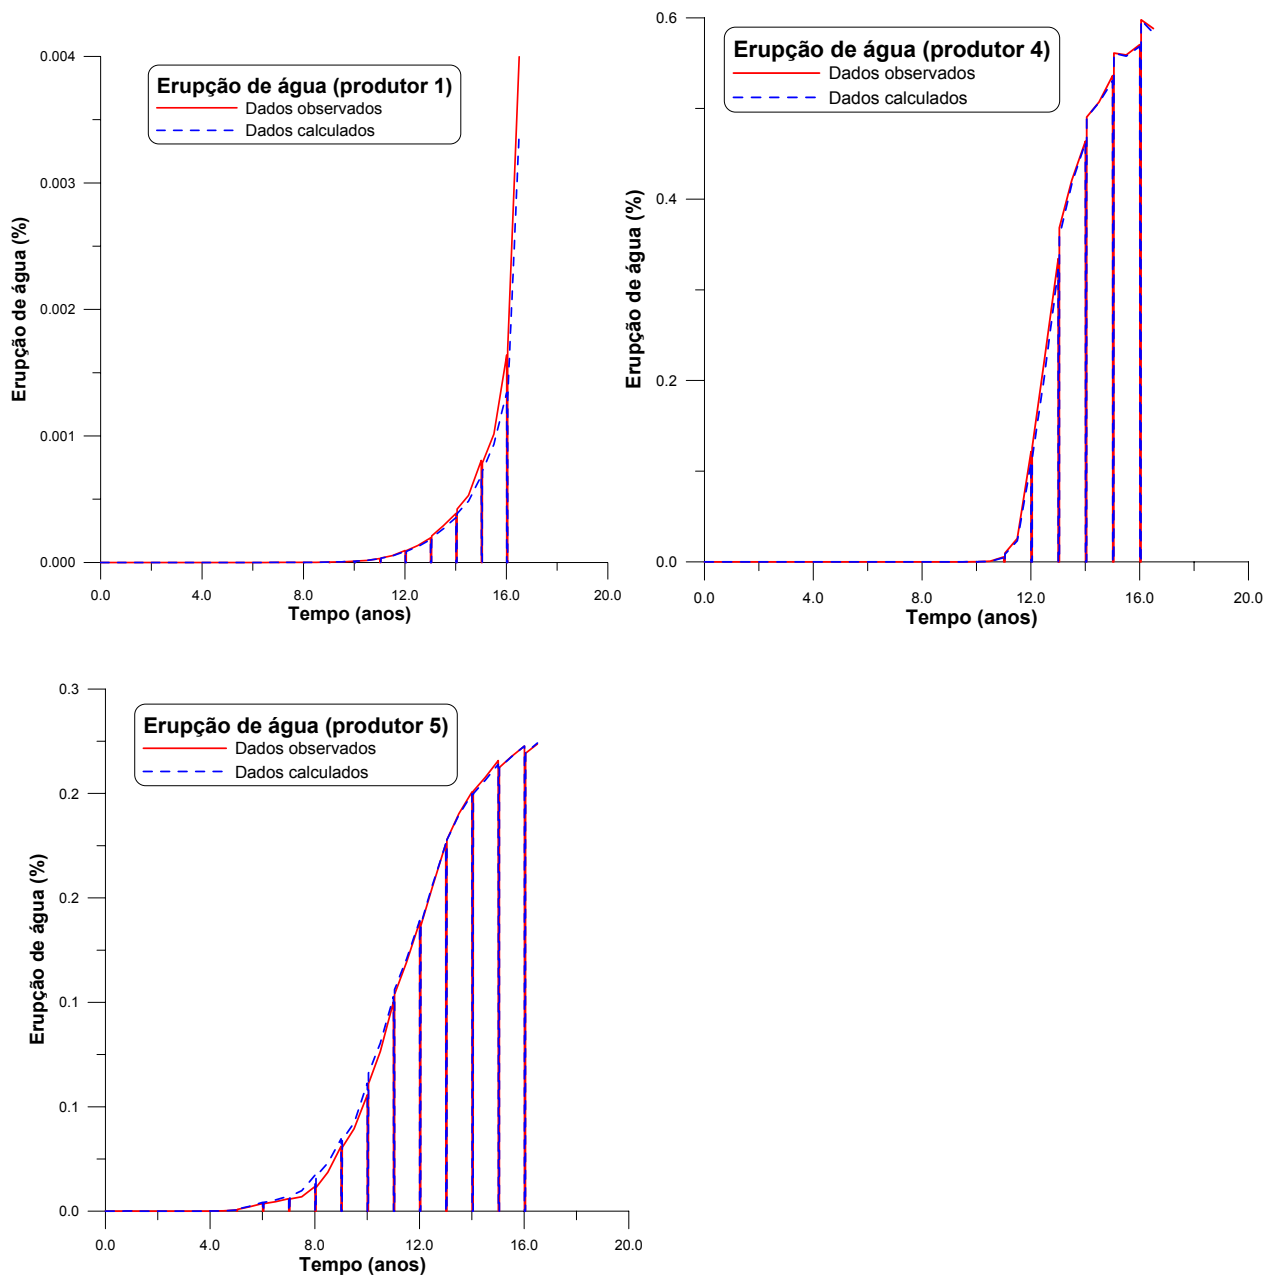 Erupção de água (produtor 1)
Dados observados
Dados calculados
0.004
0.003
0.002
0.001
0.000
Erupção de água (%)
0.0
4.0
8.0
12.0
16.0
20.0
Tempo (anos)
Erupção de água (produtor 4)
Dados observados
Dados calculados
0.6
0.4
0.2
0.0
Erupção de água (%)
0.0
4.0
8.0
12.0
16.0
20.0
Tempo (anos)
Erupção de água (produtor 5)
Dados observados
Dados calculados
0.3
0.2
0.2
0.1
0.1
0.0
Erupção de água (%)
0.0
4.0
8.0
12.0
16.0
20.0
Tempo (anos)